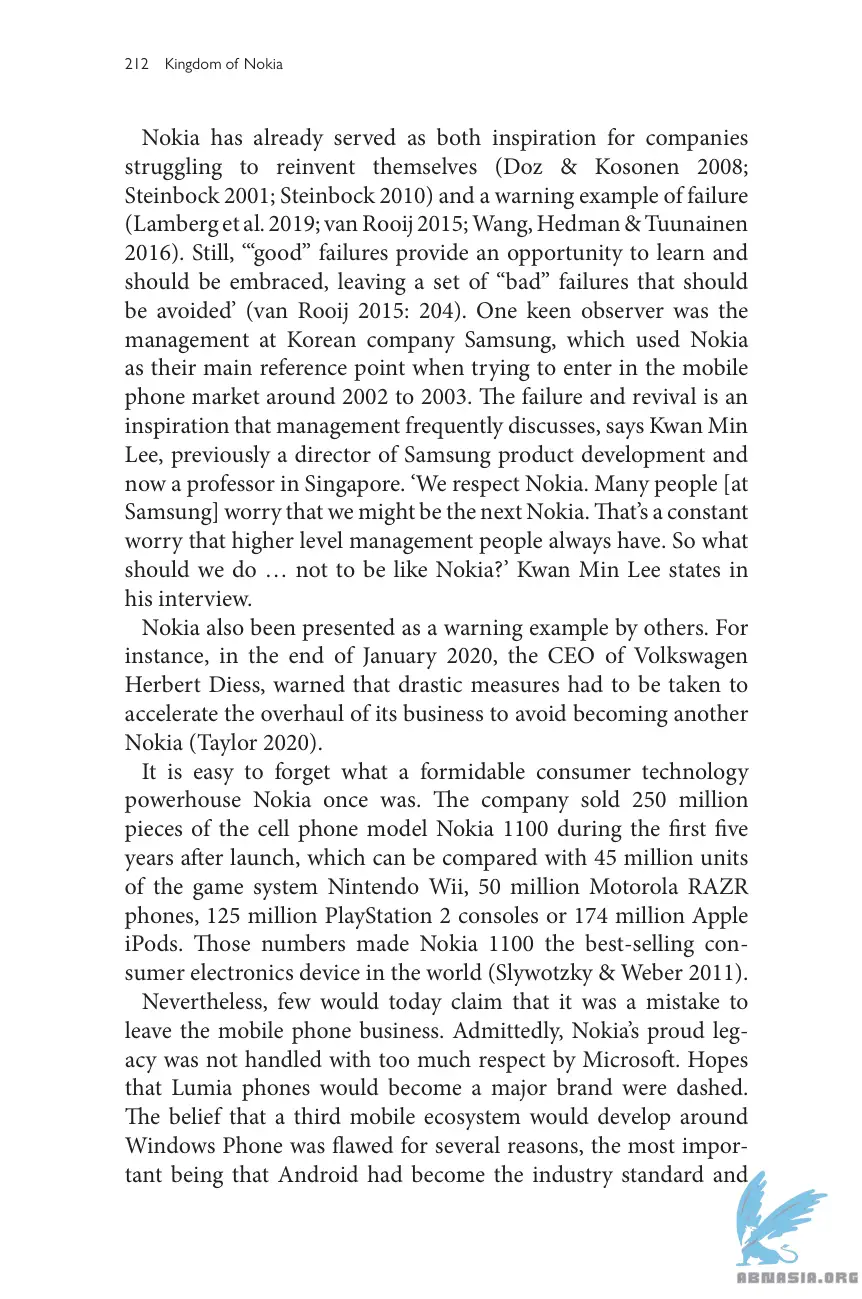 212 Kingdom of Nokia
Nokia has already served as both inspiration for companies
struggling to reinvent themselves (Doz & Kosonen 2008;
Steinbock 2001; Steinbock 2010) and a warning example of failure
(Lamberg et al. 2019; van Rooij 2015; Wang, Hedman & Tuunainen
2016). Still, ‘“good” failures provide an opportunity to learn and
should be embraced, leaving a set of “bad” failures that should
be avoided’ (van Rooij 2015: 204). One keen observer was the
management at Korean company Samsung, which used Nokia
as their main reference point when trying to enter in the mobile
phone market around 2002 to 2003. The failure and revival is an
inspiration that management frequently discusses, says Kwan Min
Lee, previously a director of Samsung product development and
now a professor in Singapore. ‘We respect Nokia. Many people [at
Samsung] worry that we might be the next Nokia. That’s a constant
worry that higher level management people always have. So what
should we do … not to be like Nokia?’ Kwan Min Lee states in
his interview.
Nokia also been presented as a warning example by others. For
instance, in the end of January 2020, the CEO of Volkswagen
Herbert Diess, warned that drastic measures had to be taken to
accelerate the overhaul of its business to avoid becoming another
Nokia (Taylor 2020).
It is easy to forget what a formidable consumer technology
powerhouse Nokia once was. The company sold 250 million
pieces of the cell phone model Nokia 1100 during the first five
years after launch, which can be compared with 45 million units
of the game system Nintendo Wii, 50 million Motorola RAZR
phones, 125 million PlayStation 2 consoles or 174 million Apple
iPods. Those numbers made Nokia 1100 the best-selling con-
sumer electronics device in the world (Slywotzky & Weber 2011).
Nevertheless, few would today claim that it was a mistake to
leave the mobile phone business. Admittedly, Nokia’s proud leg-
acy was not handled with too much respect by Microsoft. Hopes
that Lumia phones would become a major brand were dashed.
The belief that a third mobile ecosystem would develop around
Windows Phone was flawed for several reasons, the most impor-
tant being that Android had become the industry standard and
ABNASIA.ORG